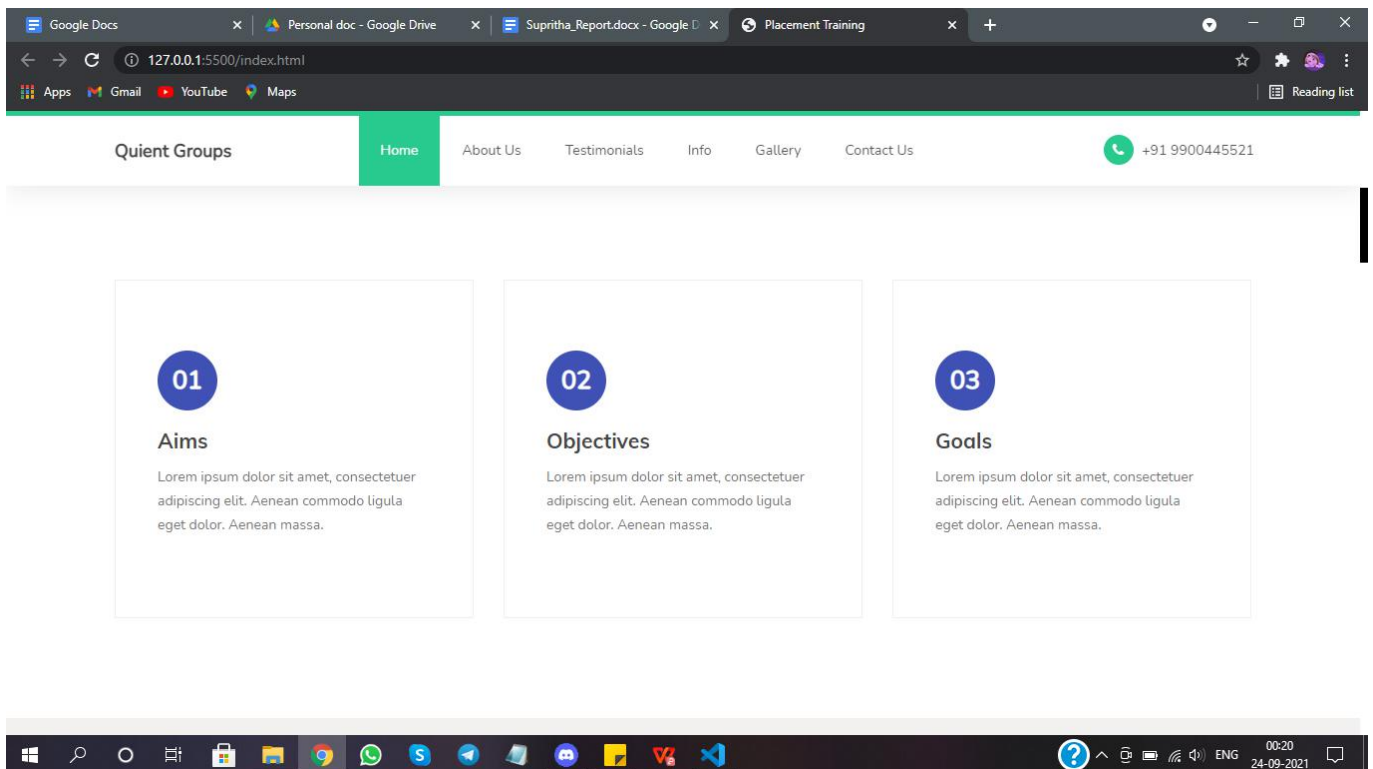 Google Docs
Personal doc - Google Drive
Supritha_Report.docx - Google D
Placement Training
127.0.0.1:5500/index.html
Apps Gmail YouTube Maps Reading list
Quient Groups Home About Us Testimonials Info Gallery Contact Us +91 9900445521
01
Aims
Lorem ipsum dolor sit amet, consectetuer
adipiscing elit. Aenean commodo ligula
eget dolor. Aenean massa.
02
Objectives
Lorem ipsum dolor sit amet, consectetuer
adipiscing elit. Aenean commodo ligula
eget dolor. Aenean massa.
03
Goals
Lorem ipsum dolor sit amet, consectetuer
adipiscing elit. Aenean commodo ligula
eget dolor. Aenean massa.
ENG
00:20
24-09-2021